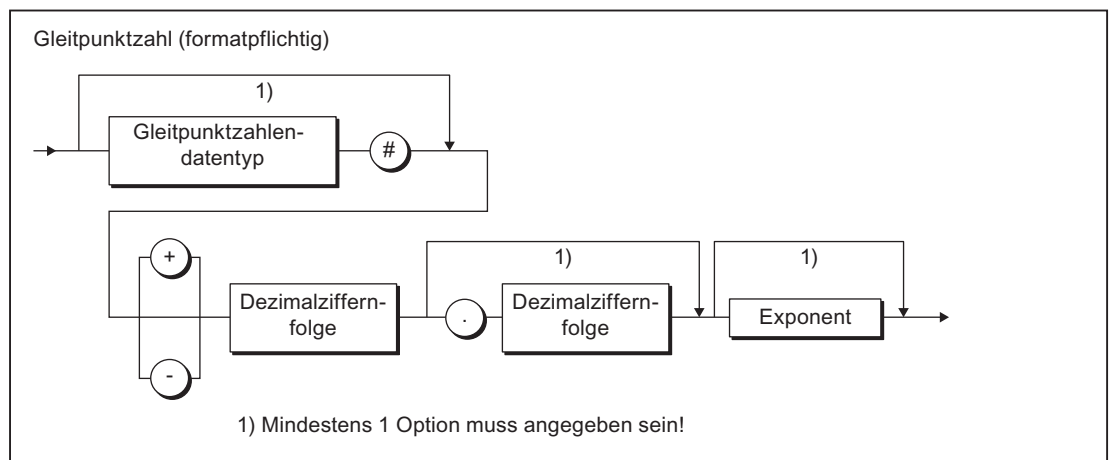 Gleitpunktzahl (formatpflichtig)
1)
Gleitpunktzahlen-
datentyp
#
+
1)
1)
Dezimalziffern-
folge
.
Dezimalziffern-
folge
Exponent
-
1) Mindestens 1 Option muss angegeben sein!